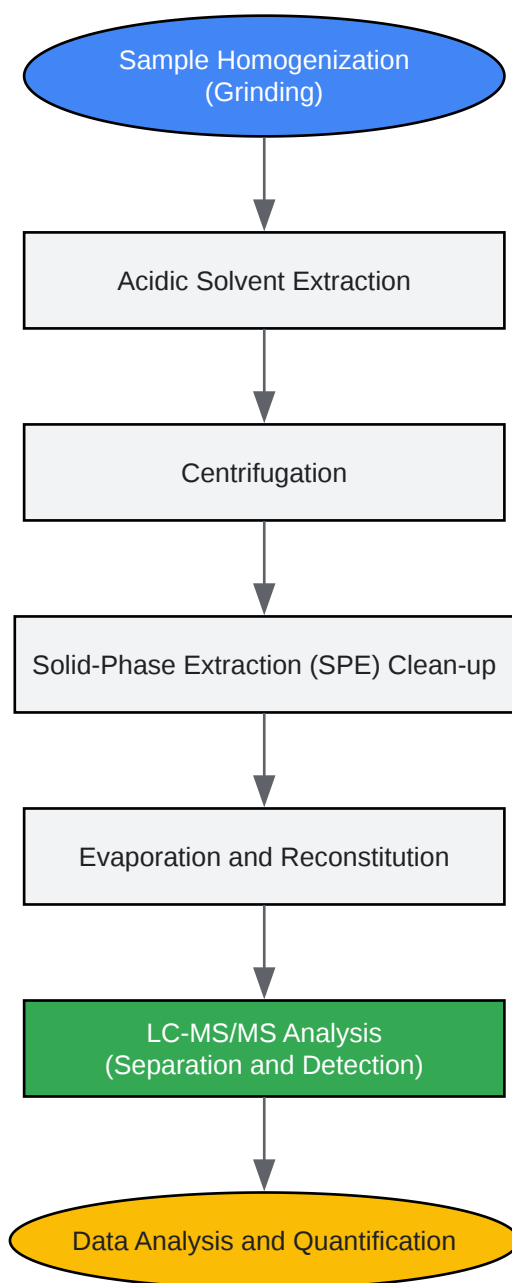 Sample Homogenization
(Grinding)
Acidic Solvent Extraction
Centrifugation
Solid-Phase Extraction (SPE) Clean-up
Evaporation and Reconstitution
LC-MS/MS Analysis
(Separation and Detection)
Data Analysis and Quantification